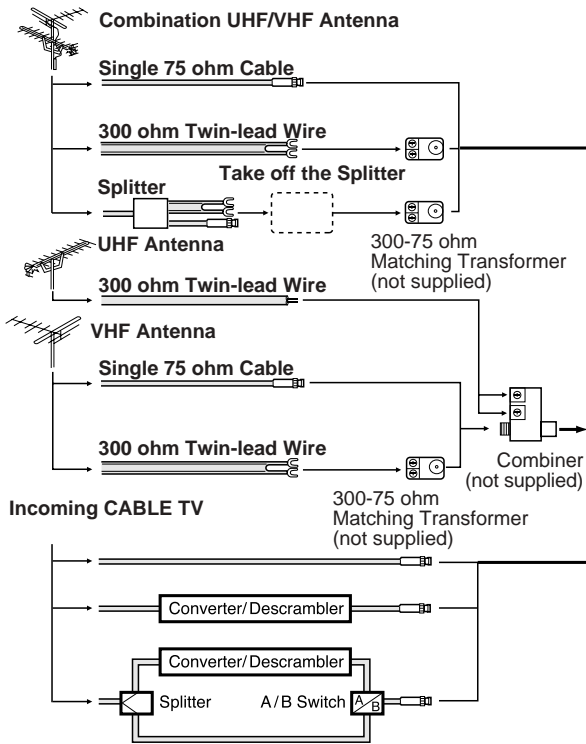 Combination UHF/VHF Antenna
Single 75 ohm Cable
300 ohm Twin-lead Wire
Take off the Splitter
Splitter
UHF Antenna
300-75 ohm
Matching Transformer
(not supplied)
300 ohm Twin-lead Wire
VHF Antenna
Single 75 ohm Cable
300 ohm Twin-lead Wire
Combiner
(not supplied)
Incoming CABLE TV
300-75 ohm
Matching Transformer
(not supplied)
Converter/Descrambler
Converter/Descrambler
Splitter
A/B Switch
A
B